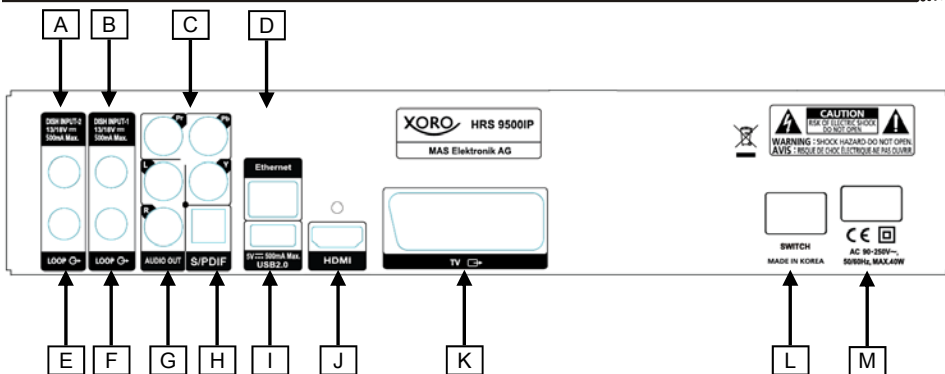 A B C D
DISH INPUT-2
13/18V ⎓
500mA Max.
DISH INPUT-1
13/18V ⎓
500mA Max.
Pr Pb
L Y
R
LOOP
LOOP
AUDIO OUT
S/PDIF
Ethernet
5V ⎓ 500mA Max.
USB2.0
HDMI
XORO HRS 9500IP
MAS Elektronik AG
TV
CAUTION
RISK OF ELECTRIC SHOCK
DO NOT OPEN
WARNING : SHOCK HAZARD-DO NOT OPEN.
AVIS : RISQUE DE CHOC ÉLECTRIQUE-NE PAS OUVRIR.
SWITCH
MADE IN KOREA
CE
AC 90-250V~,
50/60Hz, MAX.40W
E F G H I J K L M